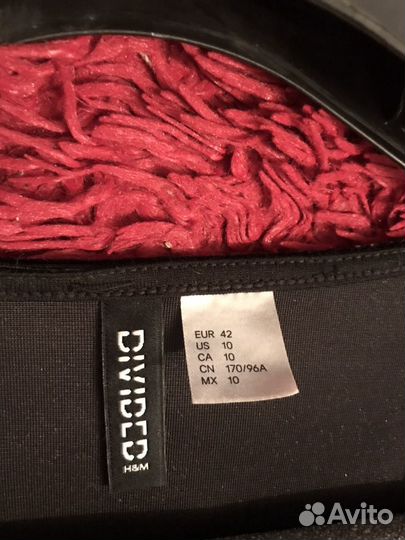 DIVIDED
H&M
EUR 42
US 10
CA 10
CN 170/96A
MX 10
Avito